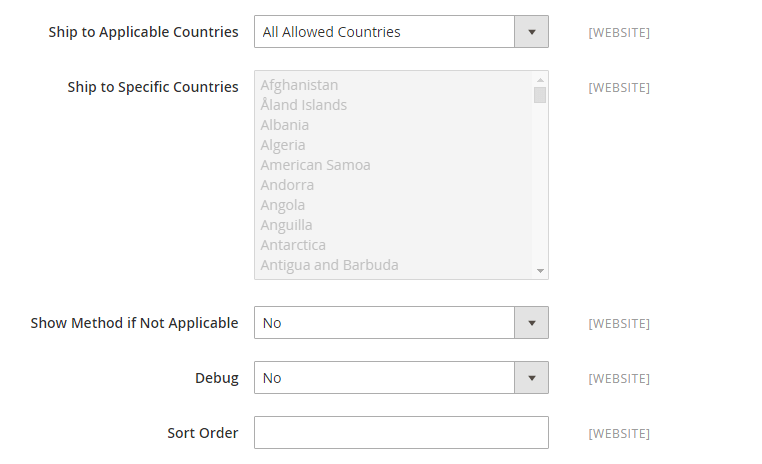 Ship to Applicable Countries All Allowed Countries [WEBSITE]
Ship to Specific Countries Afghanistan [WEBSITE]
Åland Islands
Albania
Algeria
American Samoa
Andorra
Angola
Anguilla
Antarctica
Antigua and Barbuda
Show Method if Not Applicable No [WEBSITE]
Debug No [WEBSITE]
Sort Order [WEBSITE]